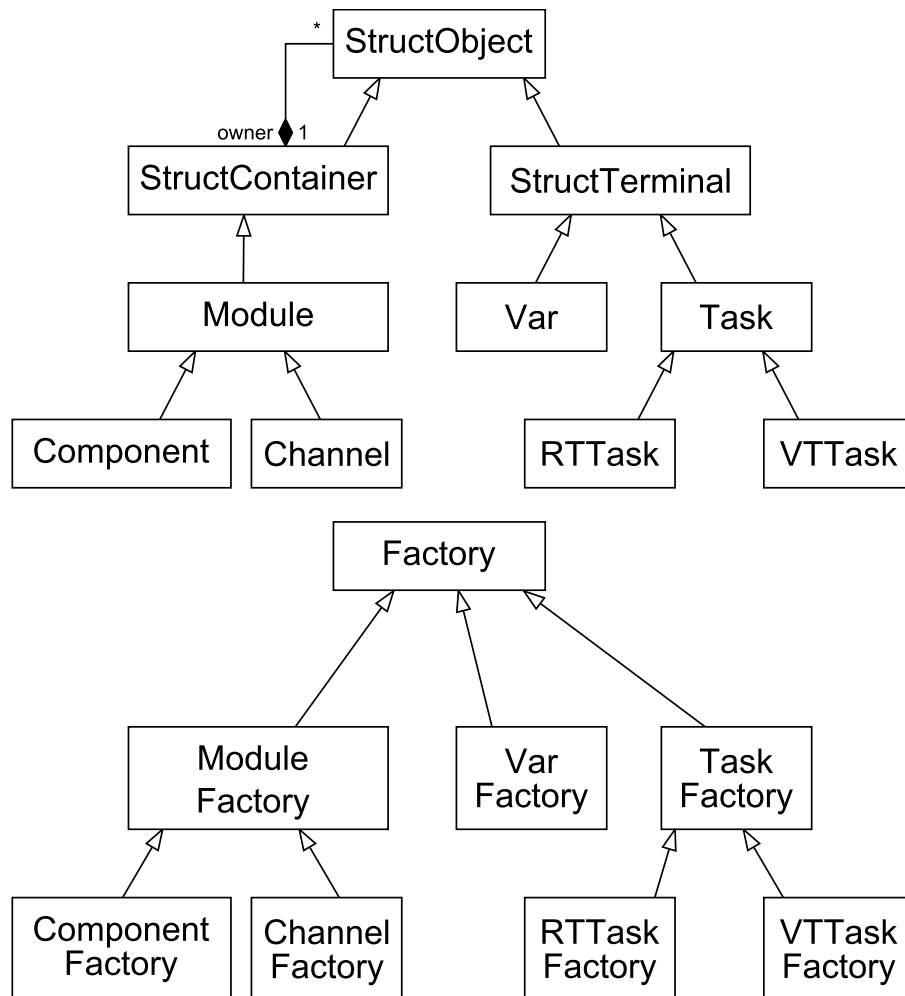 *
StructObject
owner 1
StructContainer
StructTerminal
Module
Var
Task
Component
Channel
RTTask
VTTask
Factory
Module
Factory
Var
Factory
Task
Factory
Component
Factory
Channel
Factory
RTTask
Factory
VTTask
Factory